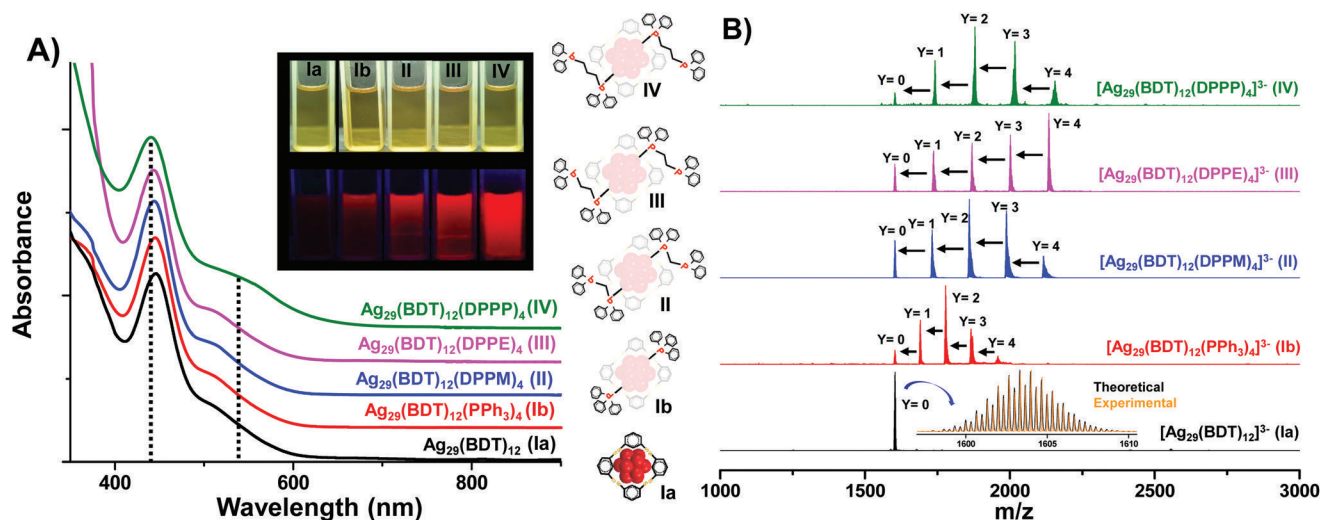 A)
Absorbance
Ia Ib II III IV
Ag₂₉(BDT)₁₂(DPPP)₄ (IV)
Ag₂₉(BDT)₁₂(DPPE)₄ (III)
Ag₂₉(BDT)₁₂(DPPM)₄ (II)
Ag₂₉(BDT)₁₂(PPh₃)₄ (Ib)
Ag₂₉(BDT)₁₂ (Ia)
400 600 800
Wavelength (nm)
IV
III
II
Ib
Ia
B)
Y= 0 Y= 1 Y= 2 Y= 3 Y= 4
[Ag₂₉(BDT)₁₂(DPPP)₄]³⁻ (IV)
Y= 0 Y= 1 Y= 2 Y= 3 Y= 4
[Ag₂₉(BDT)₁₂(DPPE)₄]³⁻ (III)
Y= 0 Y= 1 Y= 2 Y= 3 Y= 4
[Ag₂₉(BDT)₁₂(DPPM)₄]³⁻ (II)
Y= 0 Y= 1 Y= 2 Y= 3 Y= 4
[Ag₂₉(BDT)₁₂(PPh₃)₄]³⁻ (Ib)
Y= 0
Theoretical
Experimental
1600 1605 1610
[Ag₂₉(BDT)₁₂]³⁻ (Ia)
1000 1500 2000 2500 3000
m/z